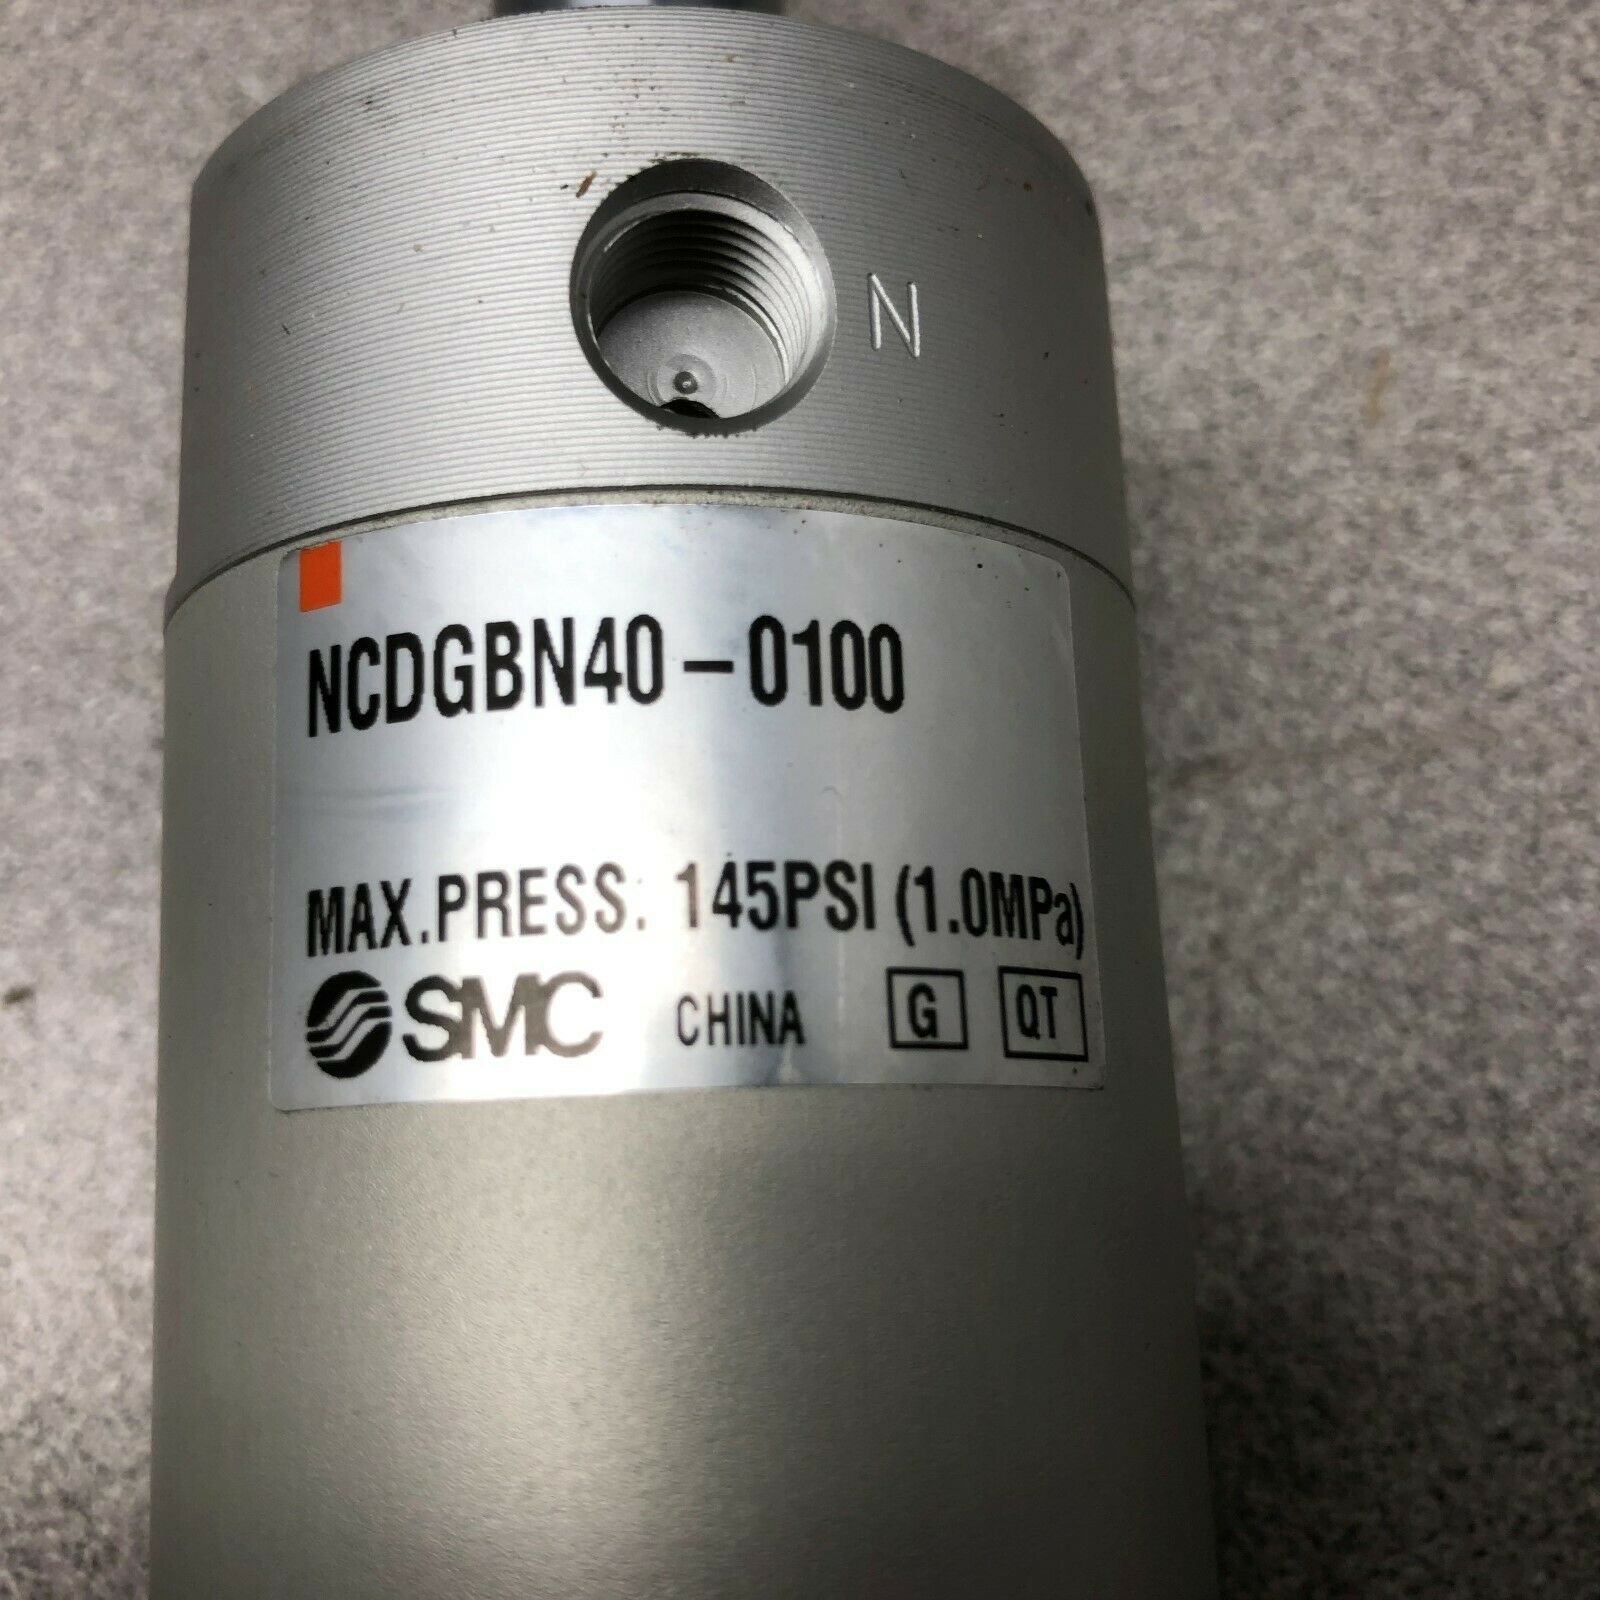 N
NCDGBN40-0100
MAX.PRESS. 145PSI (1.0MPa)
SMC CHINA G QT